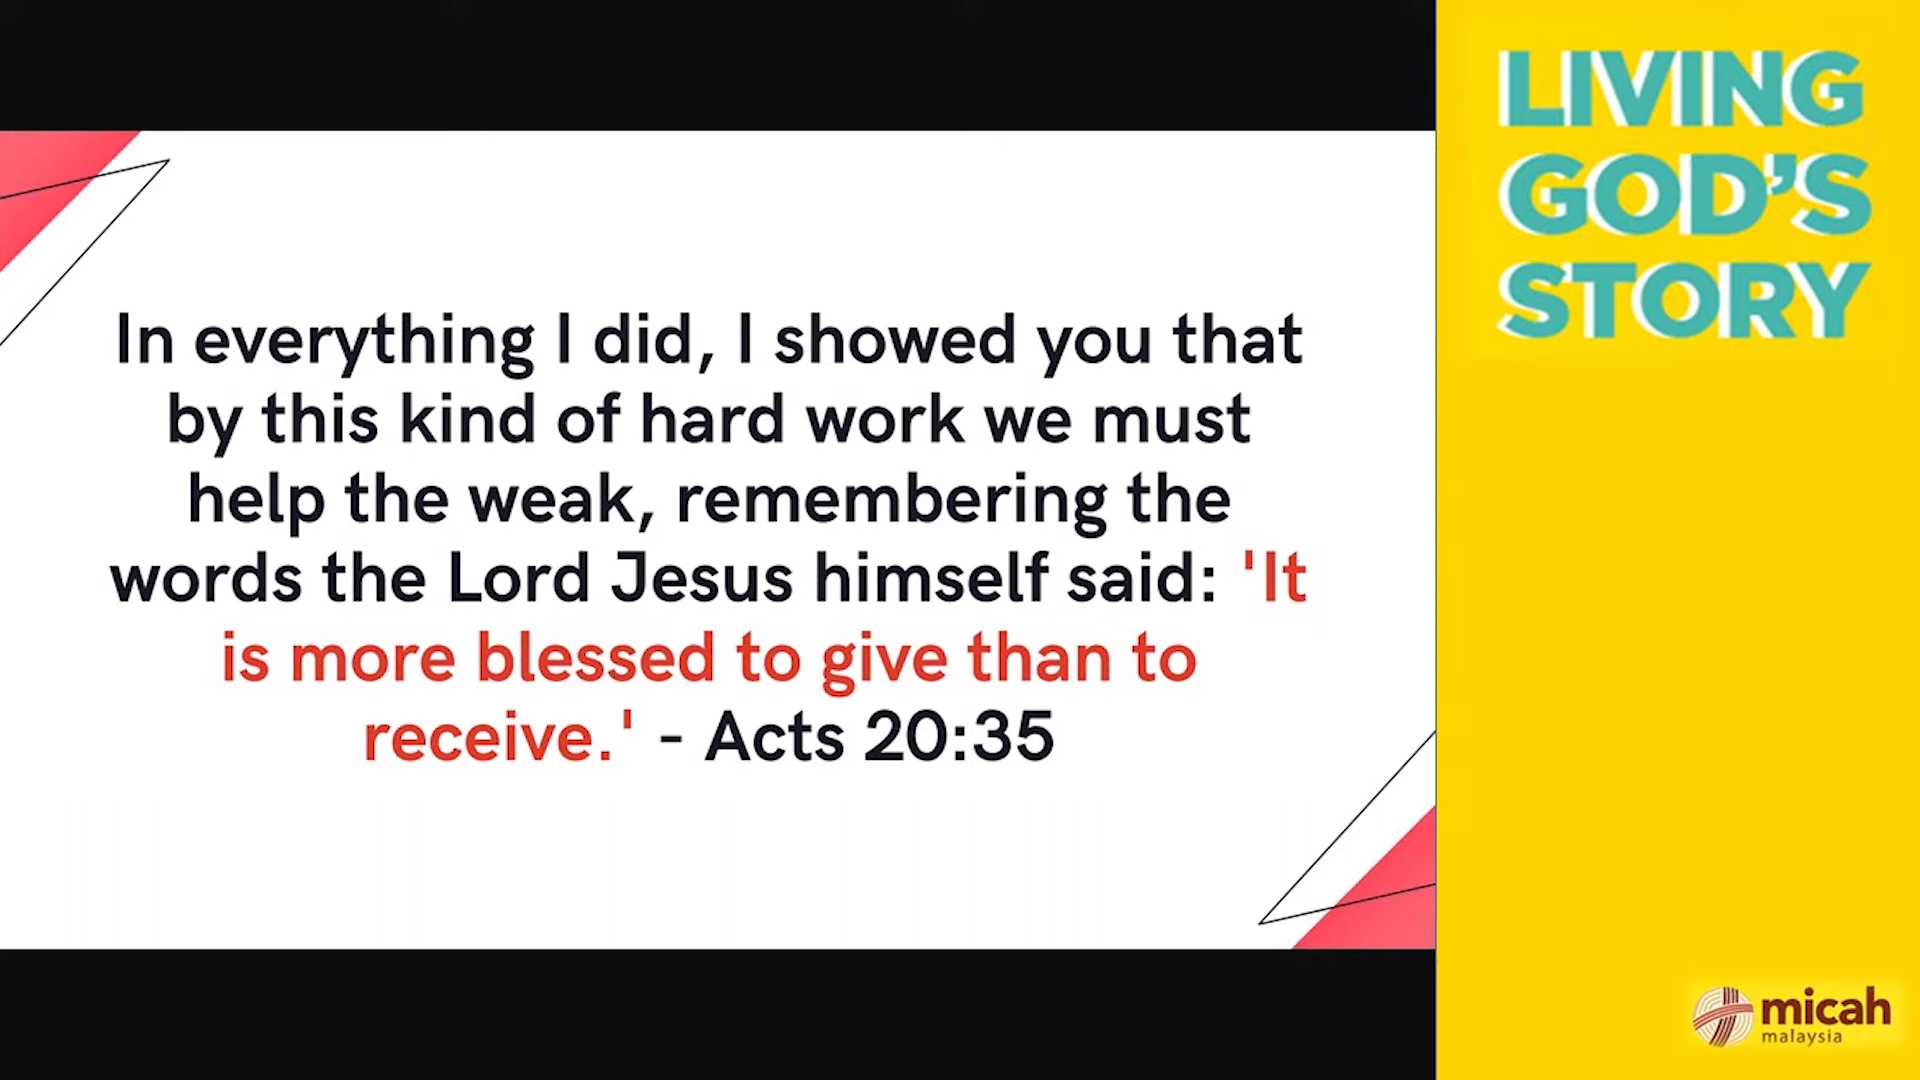 In everything I did, I showed you that
by this kind of hard work we must
help the weak, remembering the
words the Lord Jesus himself said: 'It
is more blessed to give than to
receive.' - Acts 20:35
LIVING
GOD'S
STORY
micah
malaysia